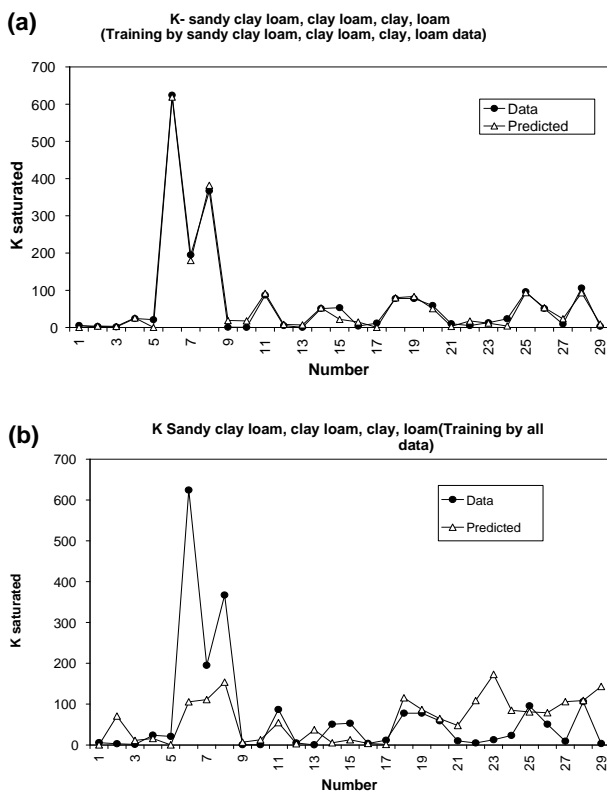 (a)
K- sandy clay loam, clay loam, clay, loam
(Training by sandy clay loam, clay loam, clay, loam data)
700
600
500
400
300
200
100
0
K saturated
Data
Predicted
1 3 5 7 9 11 13 15 17 19 21 23 25 27 29
Number
(b)
K Sandy clay loam, clay loam, clay, loam(Training by all
data)
700
600
500
400
300
200
100
0
K saturated
Data
Predicted
1 3 5 7 9 11 13 15 17 19 21 23 25 27 29
Number